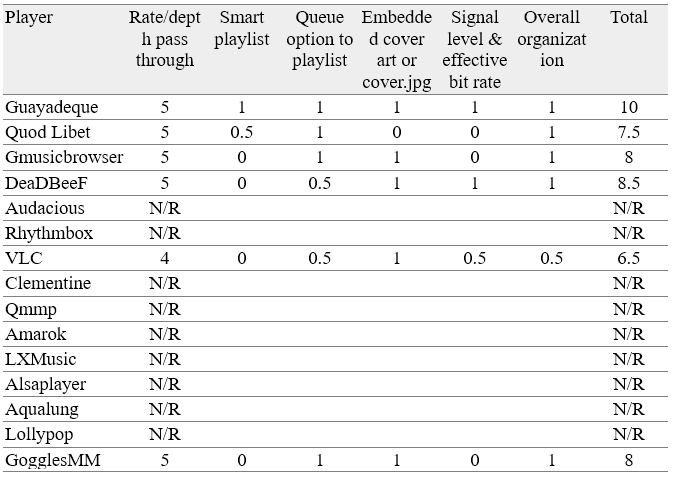 Player Rate/dept Smart Queue Embedde Signal Overall Total
h pass playlist option to d cover level & organizat
through playlist art or effective ion
cover.jpg bit rate
Guayadeque 5 1 1 1 1 1 10
Quod Libet 5 0.5 1 0 0 1 7.5
Gmusicbrowser 5 0 1 1 0 1 8
DeaDBeeF 5 0 0.5 1 1 1 8.5
Audacious N/R N/R
Rhythmbox N/R N/R
VLC 4 0 0.5 1 0.5 0.5 6.5
Clementine N/R N/R
Qmmp N/R N/R
Amarok N/R N/R
LXMusic N/R N/R
Alsaplayer N/R N/R
Aqualung N/R N/R
Lollypop N/R N/R
GogglesMM 5 0 1 1 0 1 8